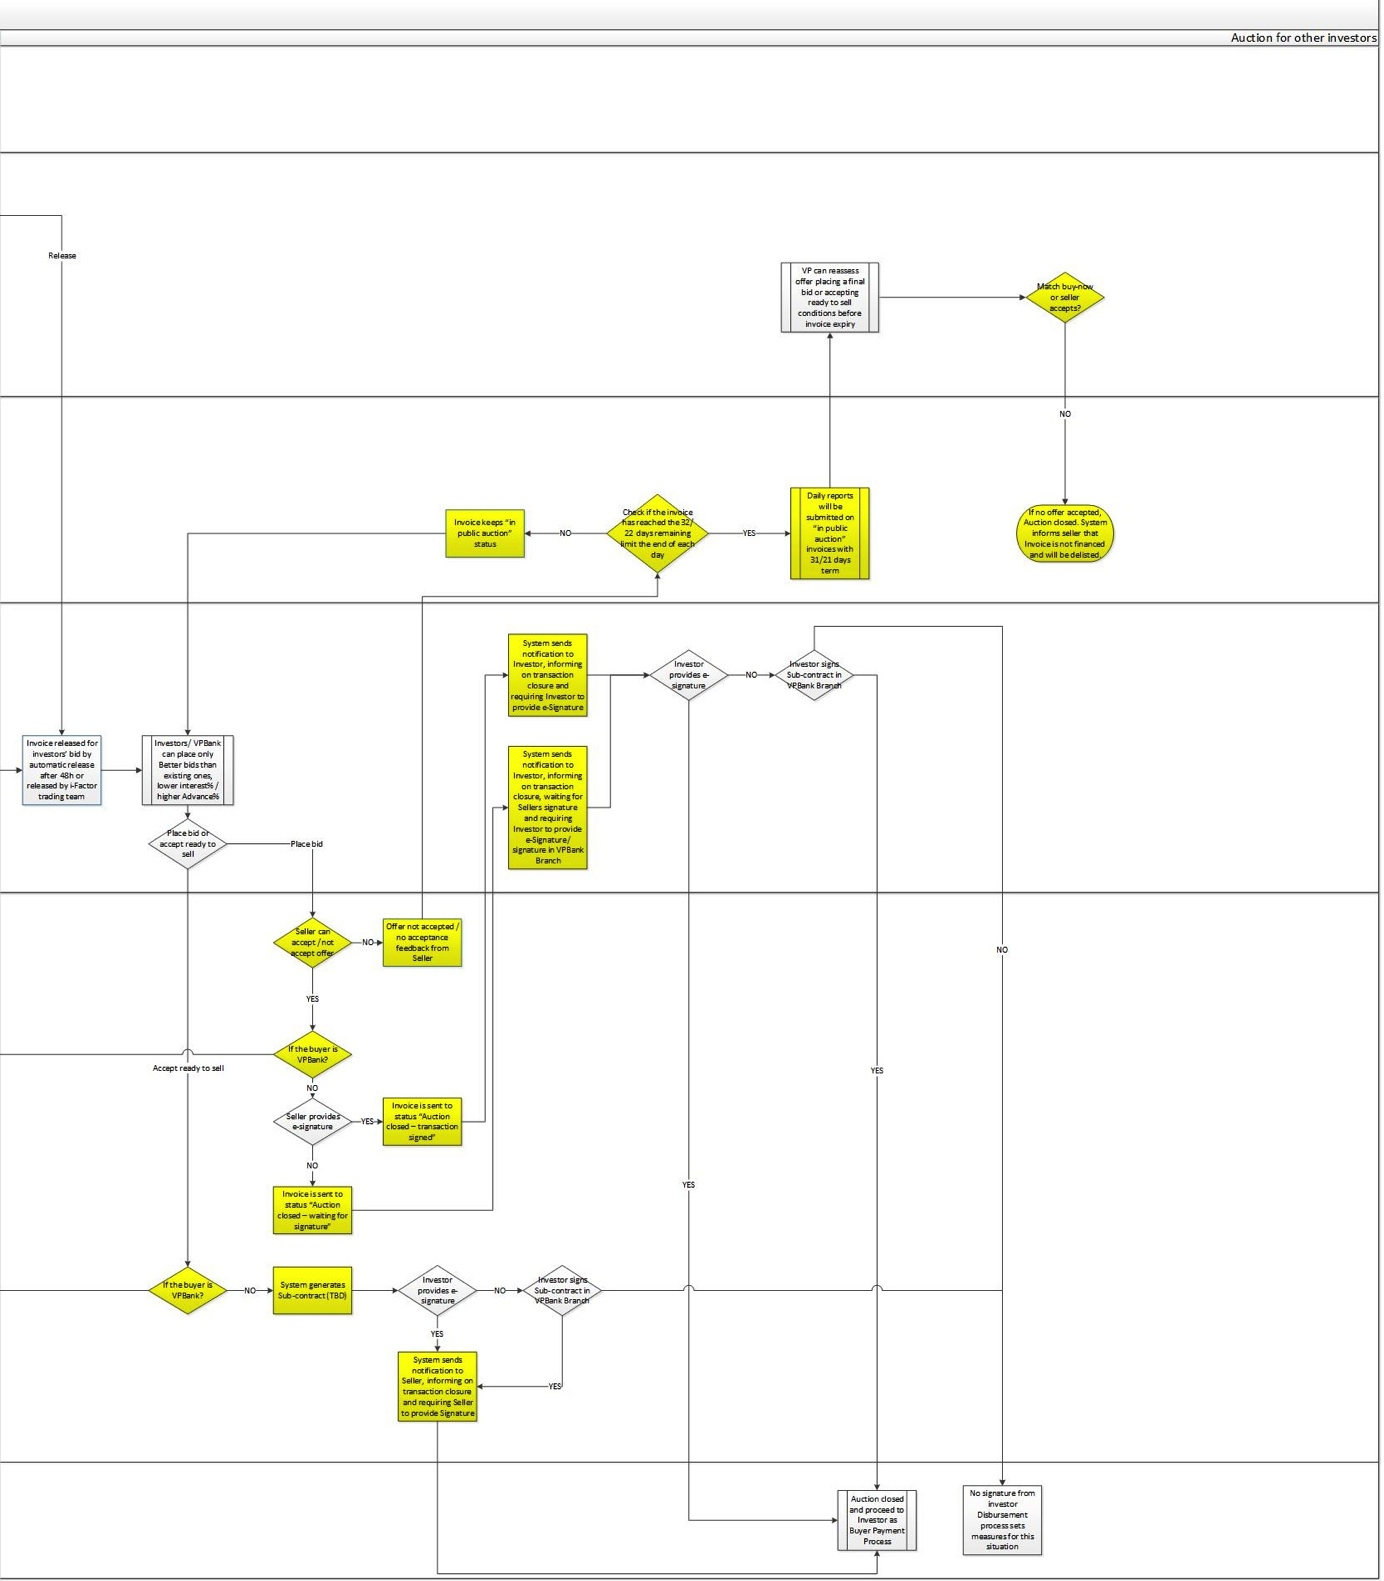 Auction for other investors
Release
VP can reassess
offer placing a final
bid or accepting
ready to sell
conditions before
invoice expiry
Match buy-now
or seller
accepts?
NO
Invoice keeps “in
public auction”
status
NO
Check if the invoice
has reached the 32/
22 days remaining
limit the end of each
day
YES
Daily reports
will be
submitted on
“in public
auction”
invoices with
31/21 days
term
If no offer accepted,
Auction closed. System
informs seller that
Invoice is not financed
and will be delisted.
System sends
notification to
Investor, informing
on transaction
closure and
requiring Investor to
provide e-Signature
Investor
provides e-
signature
NO
Investor signs
Sub-contract in
VPBank Branch
Invoice released for
investors’ bid by
automatic release
after 48h or
released by i-Factor
trading team
Investors/ VPBank
can place only
Better bids than
existing ones,
lower interest% /
higher Advance%
System sends
notification to
Investor, informing
on transaction
closure, waiting for
Sellers signature
and requiring
Investor to provide
e-Signature/
signature in VPBank
Branch
Place bid or
accept ready to
sell
Place bid
Seller can
accept /not
accept offer
NO
Offer not accepted /
no acceptance
feedback from
Seller
NO
YES
If the buyer is
VPBank?
Accept ready to sell
YES
NO
Seller provides
e-signature
YES
Invoice is sent to
status “Auction
closed – transaction
signed”
NO
YES
Invoice is sent to
status “Auction
closed – waiting for
signature”
If the buyer is
VPBank?
NO
System generates
Sub-contract (TBD)
Investor
provides e-
signature
NO
Investor signs
Sub-contract in
VPBank Branch
YES
System sends
notification to
Seller, informing on
transaction closure
and requiring Seller
to provide Signature
YES
Auction closed
and proceed to
Investor as
Buyer Payment
Process
No signature from
investor
Disbursement
process sets
measures for this
situation